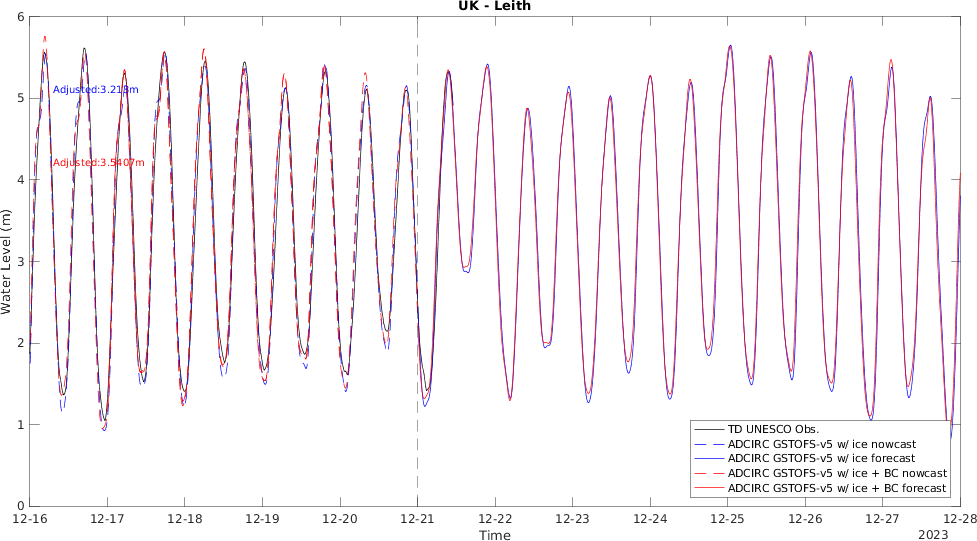 UK - Leith
6
5
4
3
2
1
0
Water Level (m)
Adjusted:3.213m
Adjusted:3.5407m
TD UNESCO Obs.
ADCIRC GSTOFS-v5 w/ ice nowcast
ADCIRC GSTOFS-v5 w/ ice forecast
ADCIRC GSTOFS-v5 w/ ice + BC nowcast
ADCIRC GSTOFS-v5 w/ ice + BC forecast
12-16 12-17 12-18 12-19 12-20 12-21 12-22 12-23 12-24 12-25 12-26 12-27 12-28
Time
2023